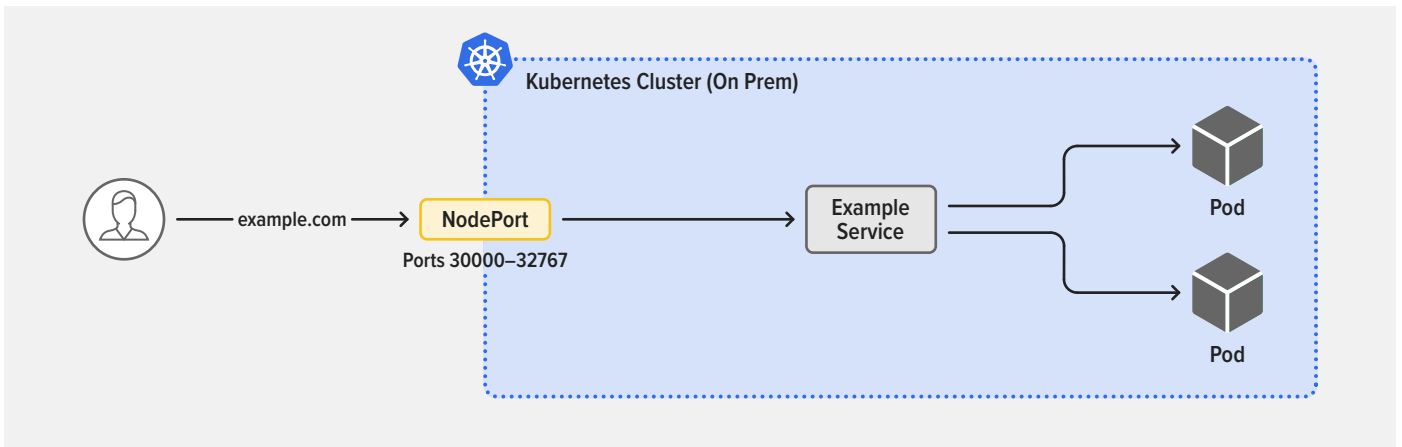 Kubernetes Cluster (On Prem)
example.com
NodePort
Ports 30000–32767
Example
Service
Pod
Pod